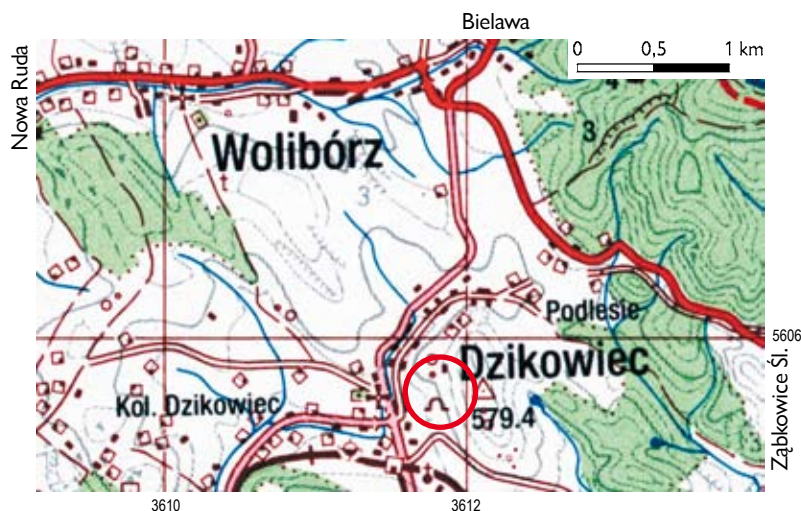 Bielawa
0 0,5 1 km
Nowa Ruda
4
3
Wolibórz
t
3
Podlesie
5606
Dzikowiec
Kol. Dzikowiec
579.4
Ząbkowice Śl.
3610
3612